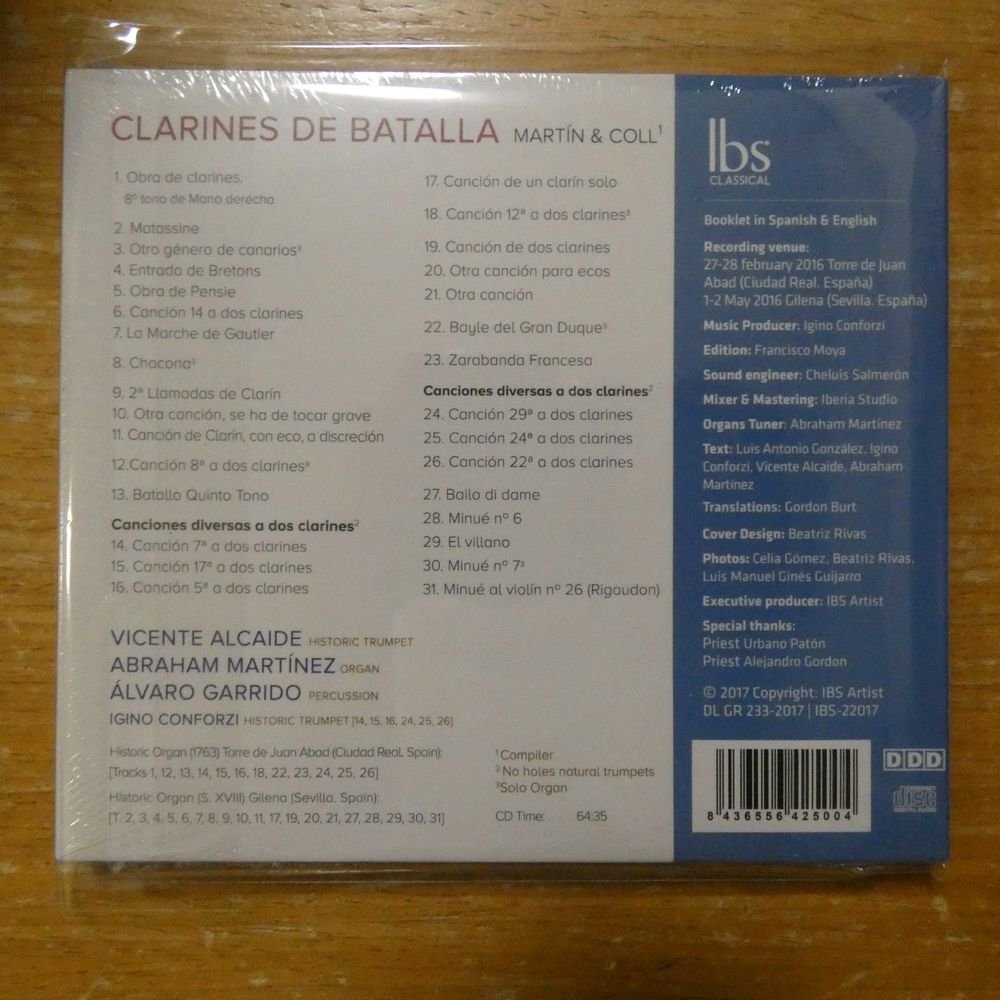 CLARINES DE BATALLA MARTÍN & COLL¹
1. Obra de clarines.
8º tono de Mano derecha
2. Matassine
3. Otro género de canarios³
4. Entrada de Bretons
5. Obra de Pensie
6. Canción 14 a dos clarines
7. La Marche de Gautier
8. Chacona³
9. 2ª Llamadas de Clarín
10. Otra canción, se ha de tocar grave
11. Canción de Clarín, con eco, a discreción
12.Canción 8ª a dos clarines³
13. Batalla Quinto Tono
Canciones diversas a dos clarines²
14. Canción 7ª a dos clarines
15. Canción 17ª a dos clarines
16. Canción 5ª a dos clarines
17. Canción de un clarín solo
18. Canción 12ª a dos clarines³
19. Canción de dos clarines
20. Otra canción para ecos
21. Otra canción
22. Bayle del Gran Duque³
23. Zarabanda Francesa
Canciones diversas a dos clarines²
24. Canción 29ª a dos clarines
25. Canción 24ª a dos clarines
26. Canción 22ª a dos clarines
27. Bailo di dame
28. Minué nº 6
29. El villano
30. Minué nº 7³
31. Minué al violín nº 26 (Rigaudon)
VICENTE ALCAIDE HISTORIC TRUMPET
ABRAHAM MARTÍNEZ ORGAN
ÁLVARO GARRIDO PERCUSSION
IGINO CONFORZI HISTORIC TRUMPET [14, 15, 16, 24, 25, 26]
Historic Organ (1763) Torre de Juan Abad (Ciudad Real. Spain):
[Tracks 1, 12, 13, 14, 15, 16, 18, 22, 23, 24, 25, 26]
Historic Organ (S. XVIII) Gilena (Sevilla. Spain):
[T. 2, 3, 4, 5, 6, 7, 8, 9, 10, 11, 17, 19, 20, 21, 27, 28, 29, 30, 31]
¹Compiler
²No holes natural trumpets
³Solo Organ
CD Time: 64:35
Ibs
CLASSICAL
Booklet in Spanish & English
Recording venue:
27-28 february 2016 Torre de Juan
Abad (Ciudad Real. España)
1-2 May 2016 Gilena (Sevilla. España)
Music Producer: Igino Conforzi
Edition: Francisco Moya
Sound engineer: Cheluis Salmerón
Mixer & Mastering: Iberia Studio
Organs Tuner: Abraham Martínez
Text: Luis Antonio González, Igino
Conforzi, Vicente Alcaide, Abraham
Martínez
Translations: Gordon Burt
Cover Design: Beatriz Rivas
Photos: Celia Gómez, Beatriz Rivas,
Luis Manuel Ginés Guijarro
Executive producer: IBS Artist
Special thanks:
Priest Urbano Patón
Priest Alejandro Gordon
© 2017 Copyright: IBS Artist
DL GR 233-2017 | IBS-22017
8 436556 425004
DDD
COMPACT
disc
DIGITAL AUDIO